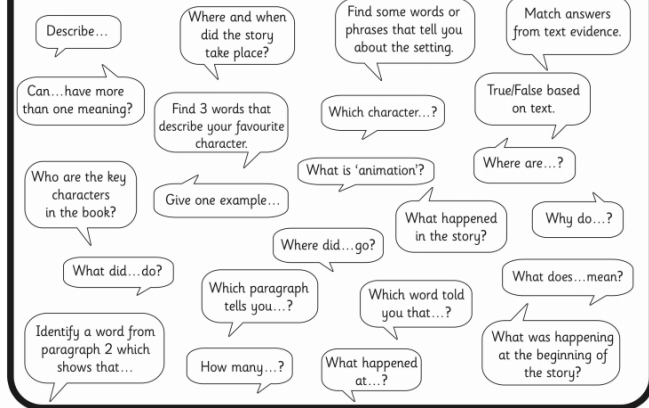 Describe...
Where and when
did the story
take place?
Find some words or
phrases that tell you
about the setting.
Match answers
from text evidence.
Can...have more
than one meaning?
Find 3 words that
describe your favourite
character.
Which character...?
True/False based
on text.
Who are the key
characters
in the book?
Give one example...
What is ‘animation’?
Where are...?
What happened
in the story?
Why do...?
Where did...go?
What did...do?
Which paragraph
tells you...?
Which word told
you that...?
What does...mean?
Identify a word from
paragraph 2 which
shows that...
How many...?
What happened
at...?
What was happening
at the beginning of
the story?